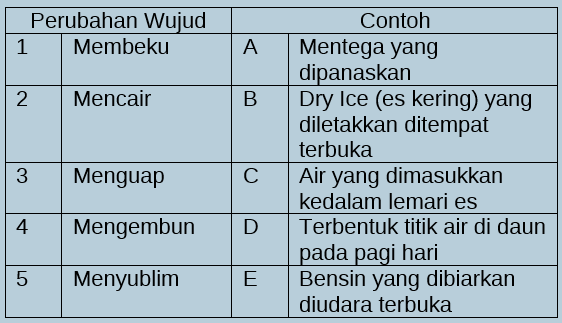 Perubahan Wujud Contoh
1 Membeku A Mentega yang
dipanaskan
2 Mencair B Dry Ice (es kering) yang
diletakkan ditempat
terbuka
3 Menguap C Air yang dimasukkan
kedalam lemari es
4 Mengembun D Terbentuk titik air di daun
pada pagi hari
5 Menyublim E Bensin yang dibiarkan
diudara terbuka